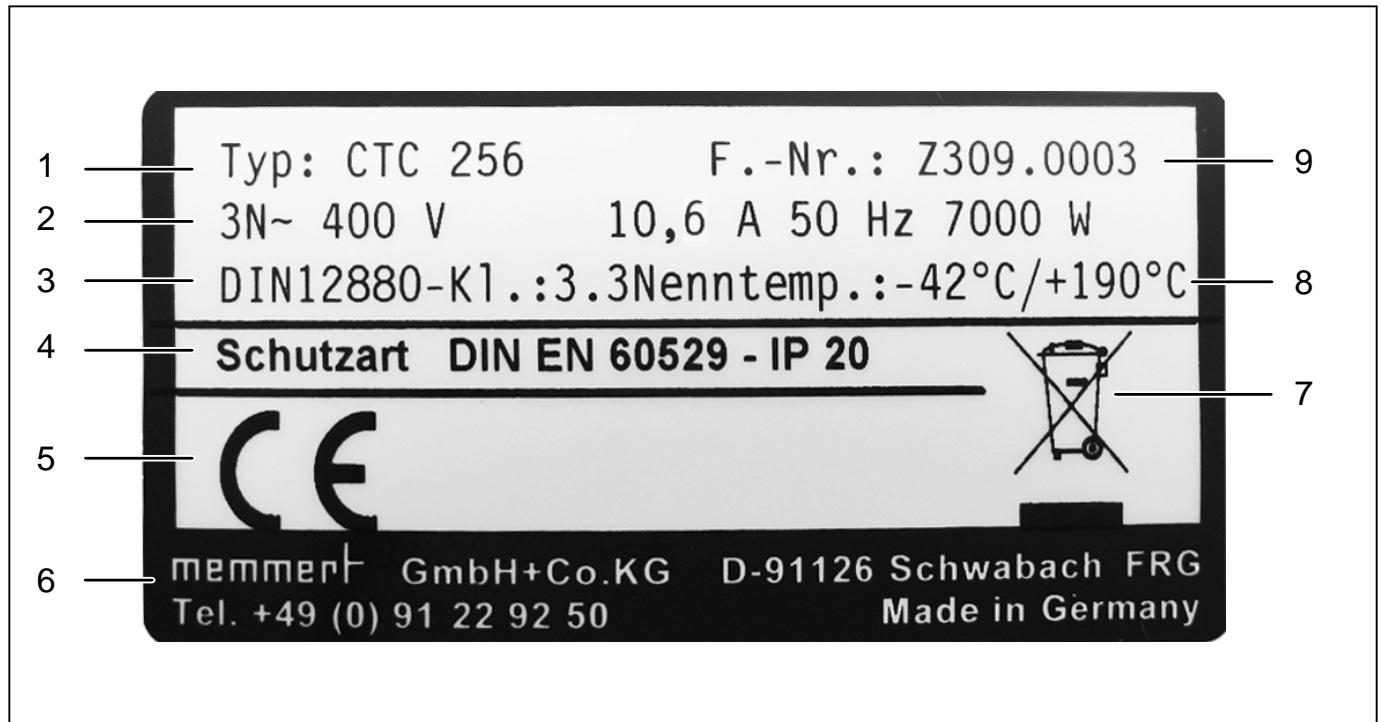 1 Typ: CTC 256 F.-Nr.: Z309.0003 9
2 3N~ 400 V 10,6 A 50 Hz 7000 W
3 DIN12880-Kl.:3.3Nenntemp.:-42°C/+190°C 8
4 Schutzart DIN EN 60529 - IP 20
7
5 CE
6 memmert GmbH+Co.KG D-91126 Schwabach FRG
Tel. +49 (0) 91 22 92 50 Made in Germany